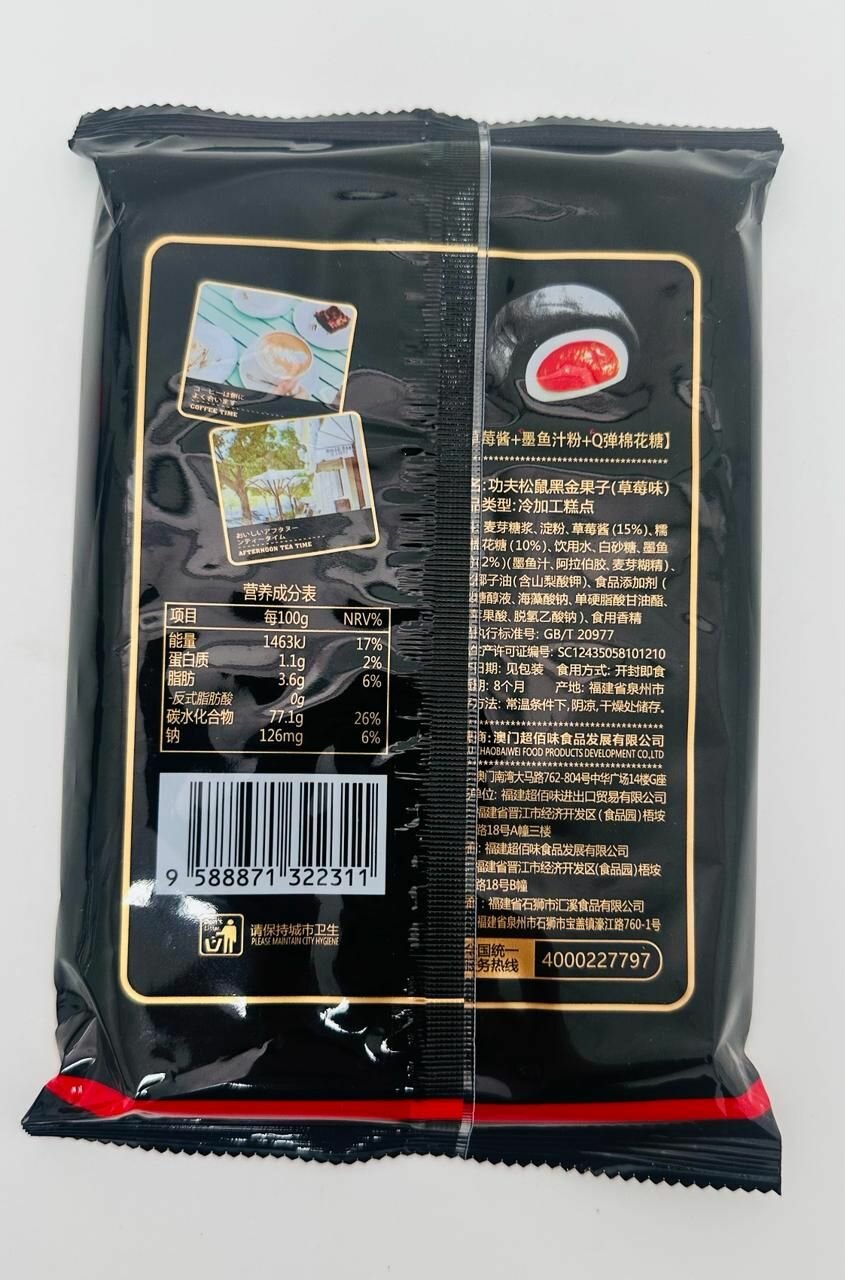 コーヒーは側に
よく合います
COFFEE TIME
おいしいアフタヌー
ンティータイム
AFTERNOON TEA TIME
营养成分表
项目 每100g NRV%
能量 1463kJ 17%
蛋白质 1.1g 2%
脂肪 3.6g 6%
-反式脂肪酸 0g
碳水化合物 77.1g 26%
钠 126mg 6%
9 588871 322311
请保持城市卫生
PLEASE MAINTAIN CITY HYGIENE
莓酱+墨鱼汁粉+Q弹棉花糖】
:功夫松鼠黑金果子(草莓味)
类型:冷加工糕点
麦芽糖浆、淀粉、草莓酱(15%)、糯
花糖(10%)、饮用水、白砂糖、墨鱼
2%)(墨鱼汁、阿拉伯胶、麦芽糊精)、
椰子油(含山梨酸钾)、食品添加剂(
糖醇液、海藻酸钠、单硬脂酸甘油酯、
果酸、脱氢乙酸钠)、食用香精
执行标准号: GB/T 20977
产许可证编号: SC12435058101210
日期: 见包装 食用方式: 开封即食
期: 8个月 产地: 福建省泉州市
方法: 常温条件下,阴凉,干燥处储存。
商:澳门超佰味食品发展有限公司
CHAOBAIWEI FOOD PRODUCTS DEVELOPMENT CO.,LTD
澳门南湾大马路762-804号中华广场14楼G座
单位: 福建超佰味进出口贸易有限公司
福建省晋江市经济开发区(食品园)梧垵
路18号A幢三楼
: 福建超佰味食品发展有限公司
福建省晋江市经济开发区(食品园)梧垵
路18号B幢
: 福建省石狮市汇溪食品有限公司
福建省泉州市石狮市宝盖镇濠江路760-1号
国统一
务热线
4000227797